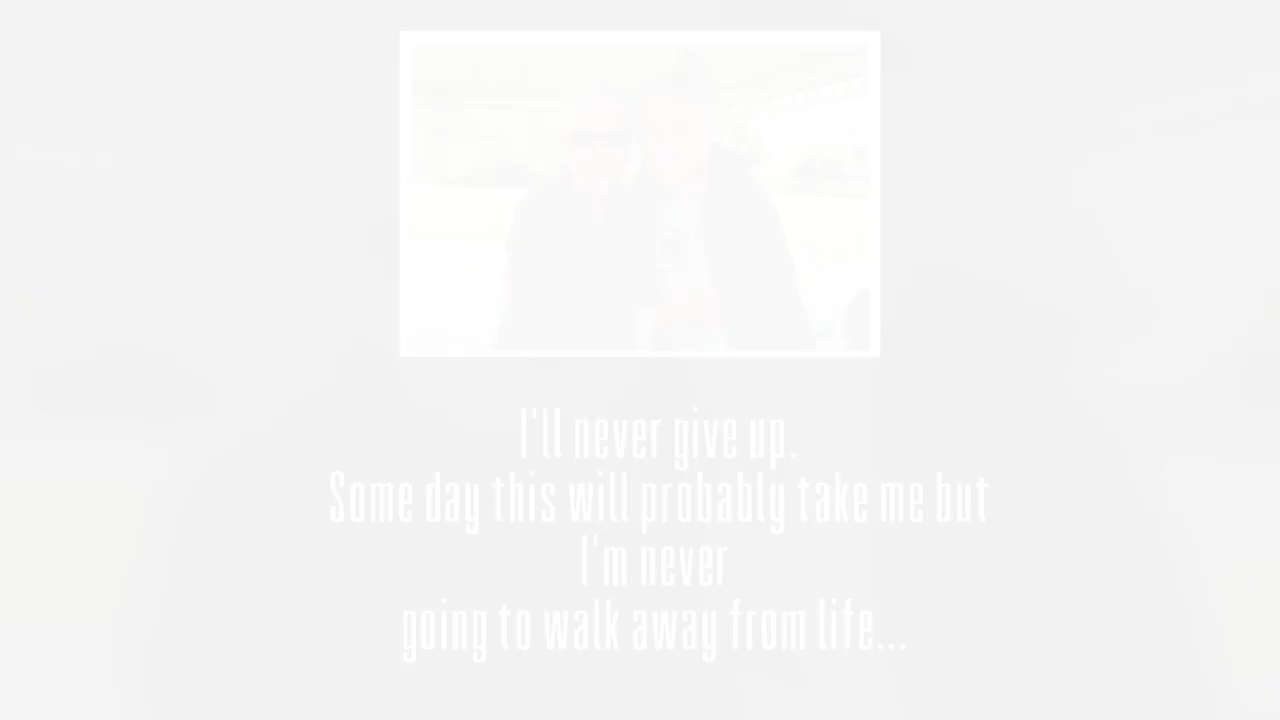 I'll never give up.
Some day this will probably take me but
I'm never
going to walk away from life...